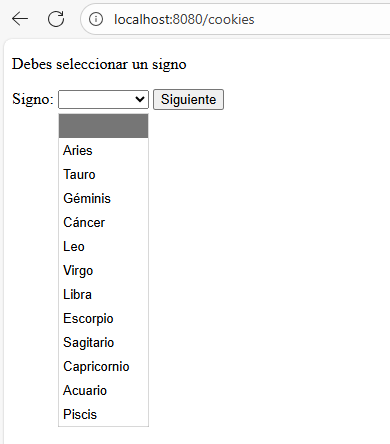 localhost:8080/cookies
Debes seleccionar un signo
Signo: Siguiente
Aries
Tauro
Géminis
Cáncer
Leo
Virgo
Libra
Escorpio
Sagitario
Capricornio
Acuario
Piscis